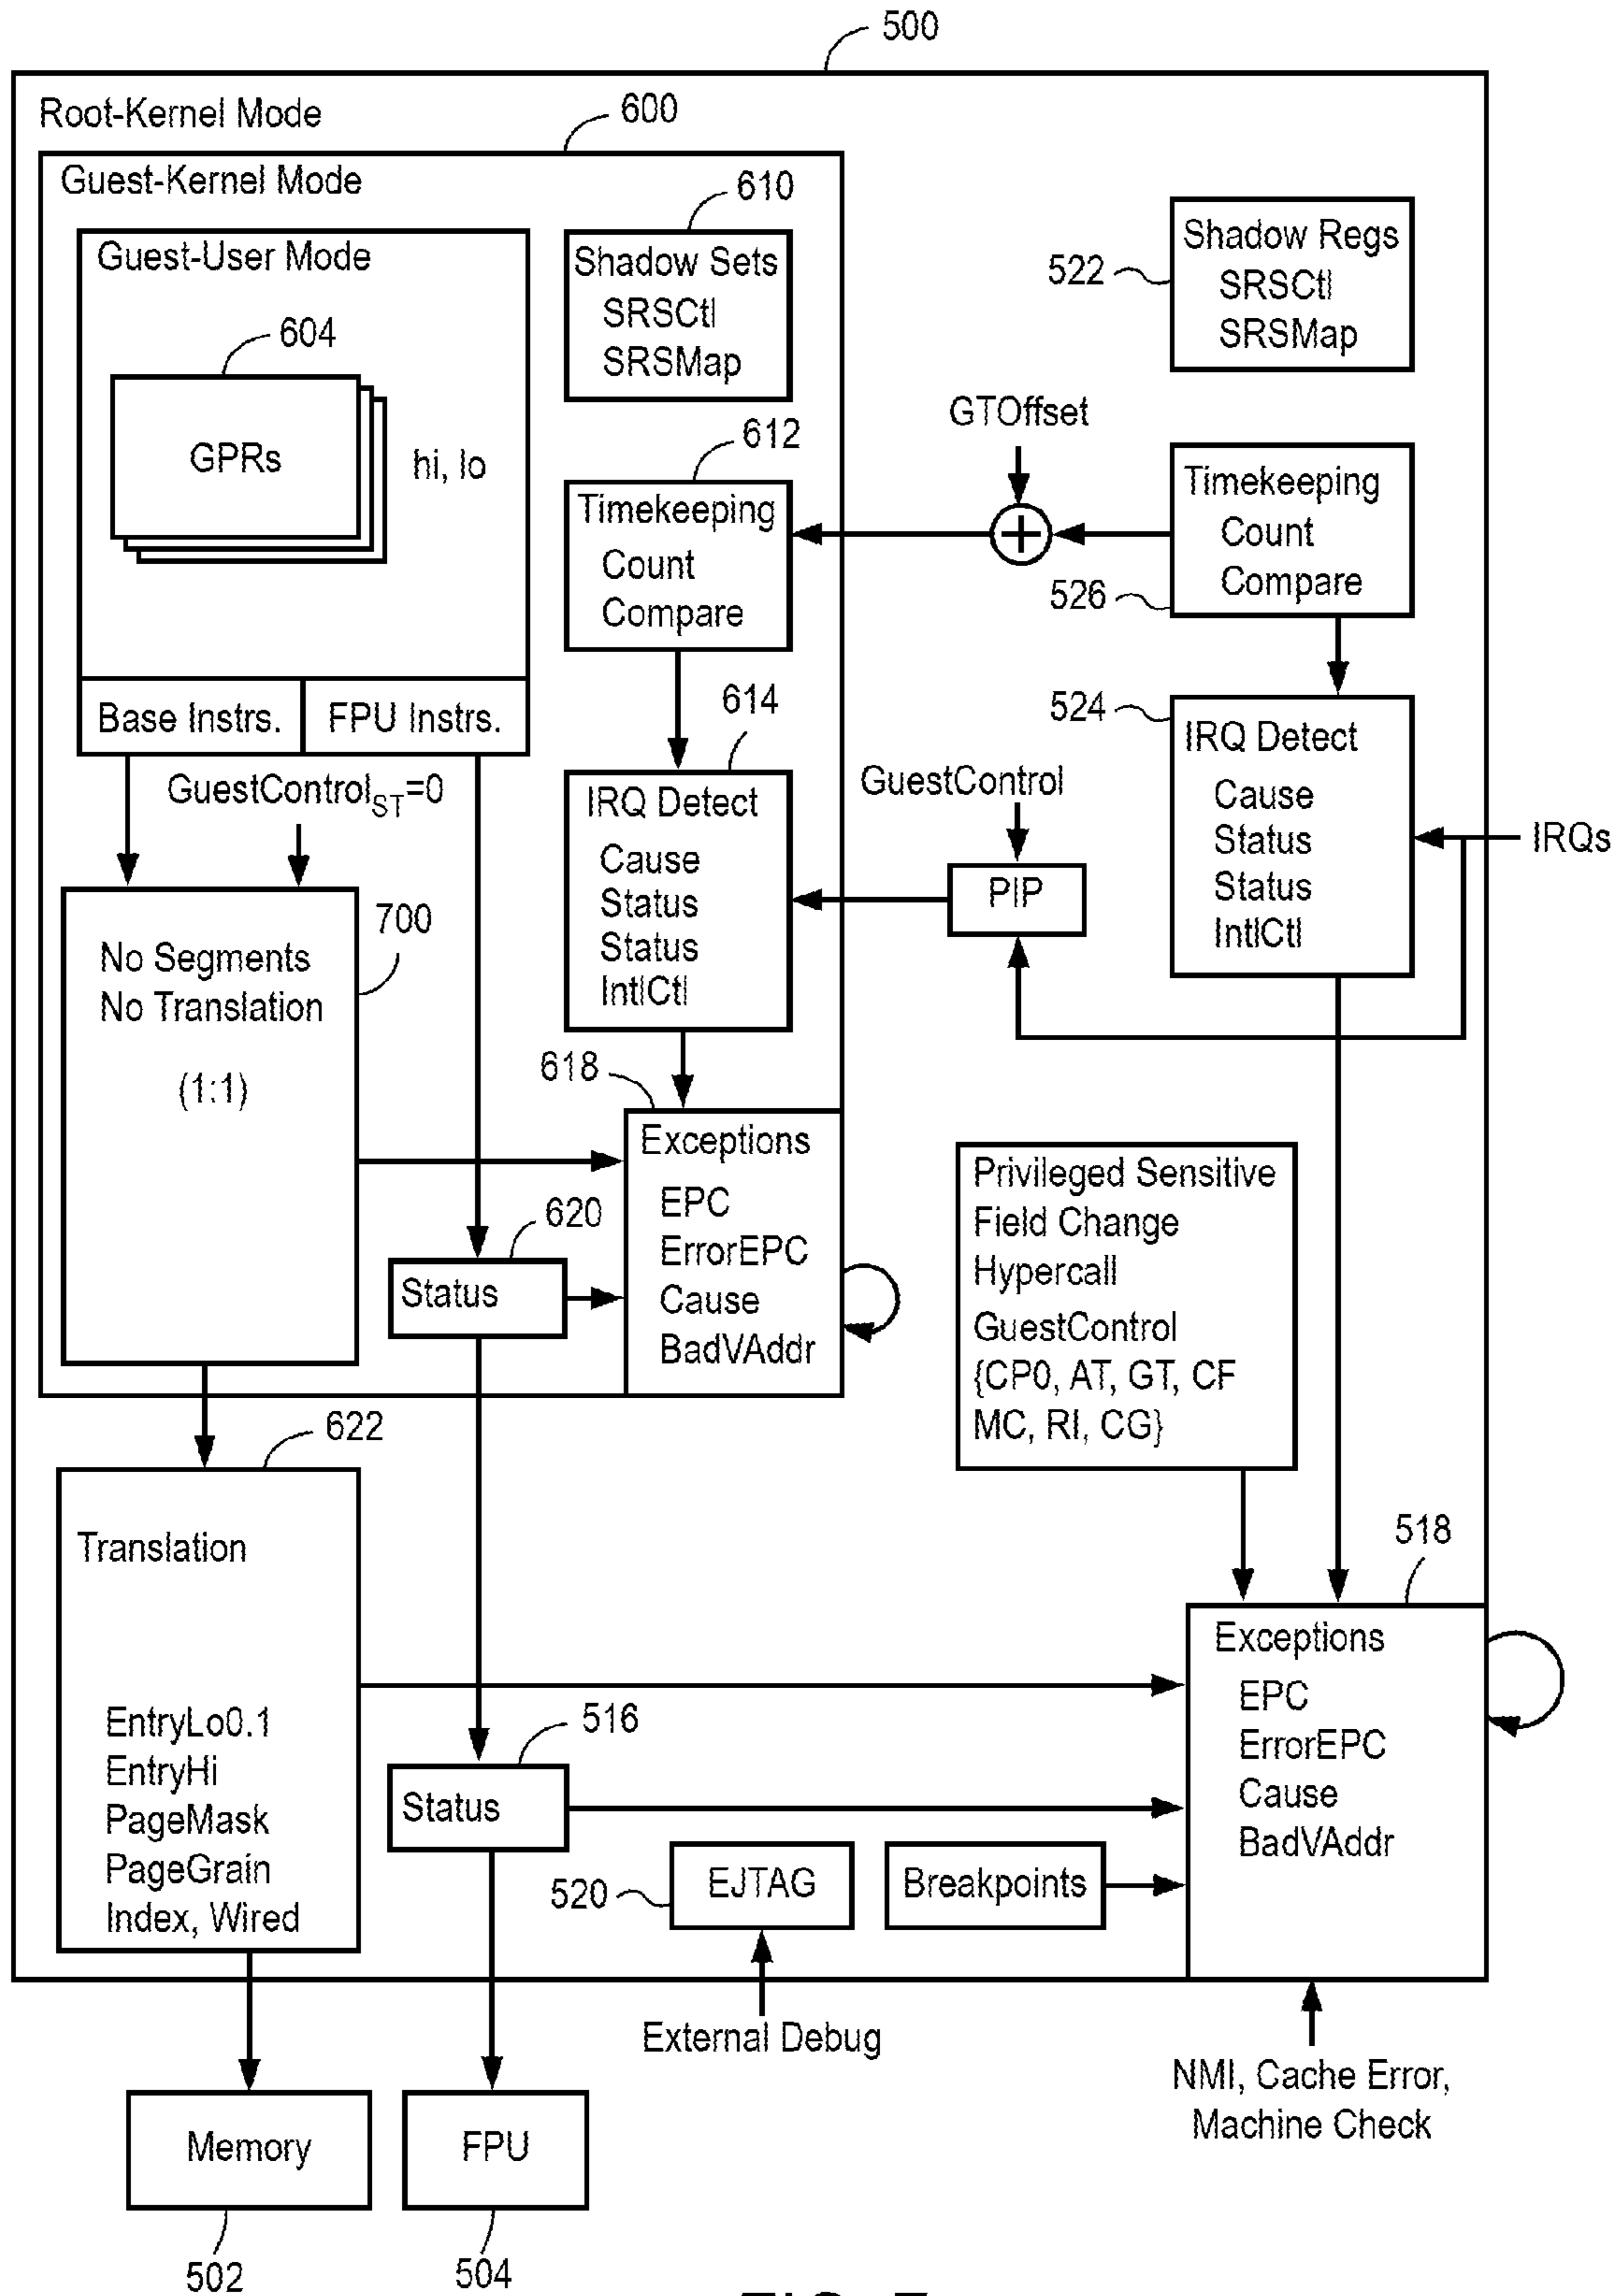 500
Root-Kernel Mode
600
Guest-Kernel Mode
610
Guest-User Mode
Shadow Sets
SRSCtl
SRSMap
522
Shadow Regs
SRSCtl
SRSMap
604
GPRs
hi, lo
612
Timekeeping
Count
Compare
GTOffset
+
Timekeeping
Count
Compare
526
Base Instrs.
FPU Instrs.
GuestControlST=0
614
IRQ Detect
Cause
Status
Status
IntlCtl
GuestControl
PIP
524
IRQ Detect
Cause
Status
Status
IntlCtl
IRQs
700
No Segments
No Translation
(1:1)
618
Exceptions
EPC
ErrorEPC
Cause
BadVAddr
620
Status
Privileged Sensitive
Field Change
Hypercall
GuestControl
{CP0, AT, GT, CF
MC, RI, CG}
622
Translation
EntryLo0.1
EntryHi
PageMask
PageGrain
Index, Wired
518
Exceptions
EPC
ErrorEPC
Cause
BadVAddr
516
Status
520
EJTAG
Breakpoints
External Debug
NMI, Cache Error,
Machine Check
Memory
FPU
502
504